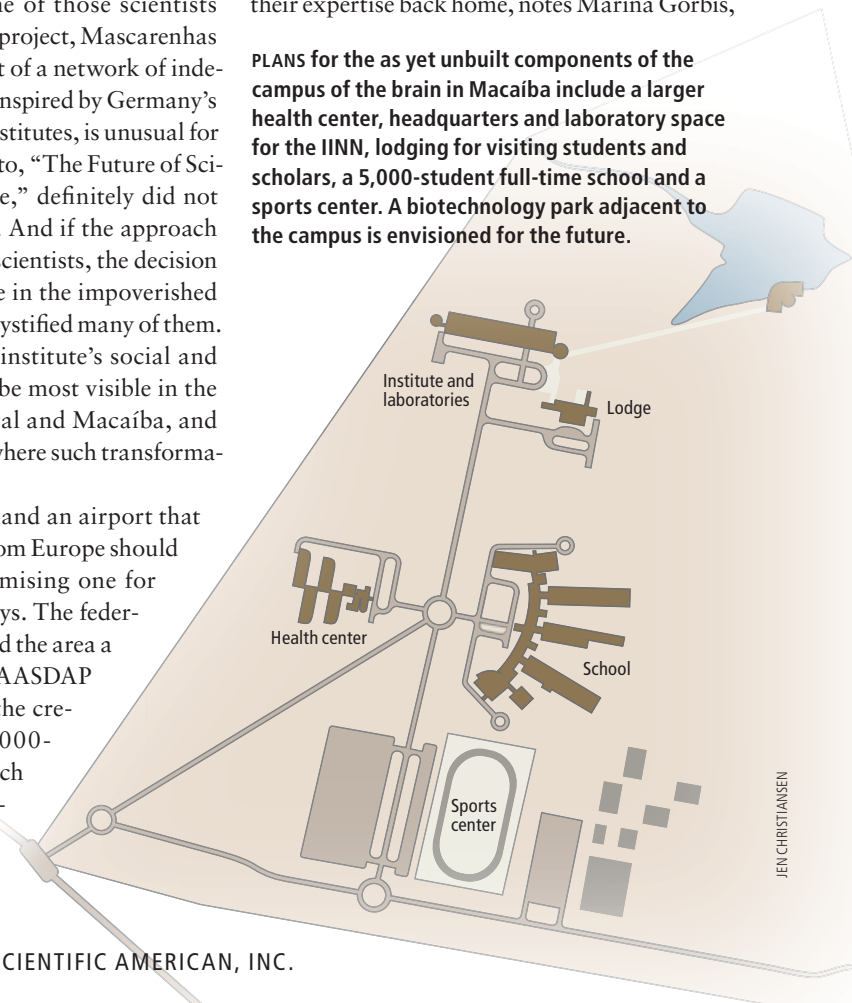 ne of those scientists
project, Mascarenhas
t of a network of inde-
nspired by Germany's
stitutes, is unusual for
to, “The Future of Sci-
e,” definitely did not
. And if the approach
cientists, the decision
e in the impoverished
ystified many of them.
institute's social and
be most visible in the
al and Macaíba, and
where such transforma-
and an airport that
om Europe should
mising one for
ys. The feder-
d the area a
AASDAP
the cre-
000-
ch
-
their expertise back home, notes Marina Gorbis,
PLANS for the as yet unbuilt components of the
campus of the brain in Macaíba include a larger
health center, headquarters and laboratory space
for the IINN, lodging for visiting students and
scholars, a 5,000-student full-time school and a
sports center. A biotechnology park adjacent to
the campus is envisioned for the future.
Institute and
laboratories
Lodge
Health center
School
Sports
center
JEN CHRISTIANSEN
CIENTIFIC AMERICAN, INC.